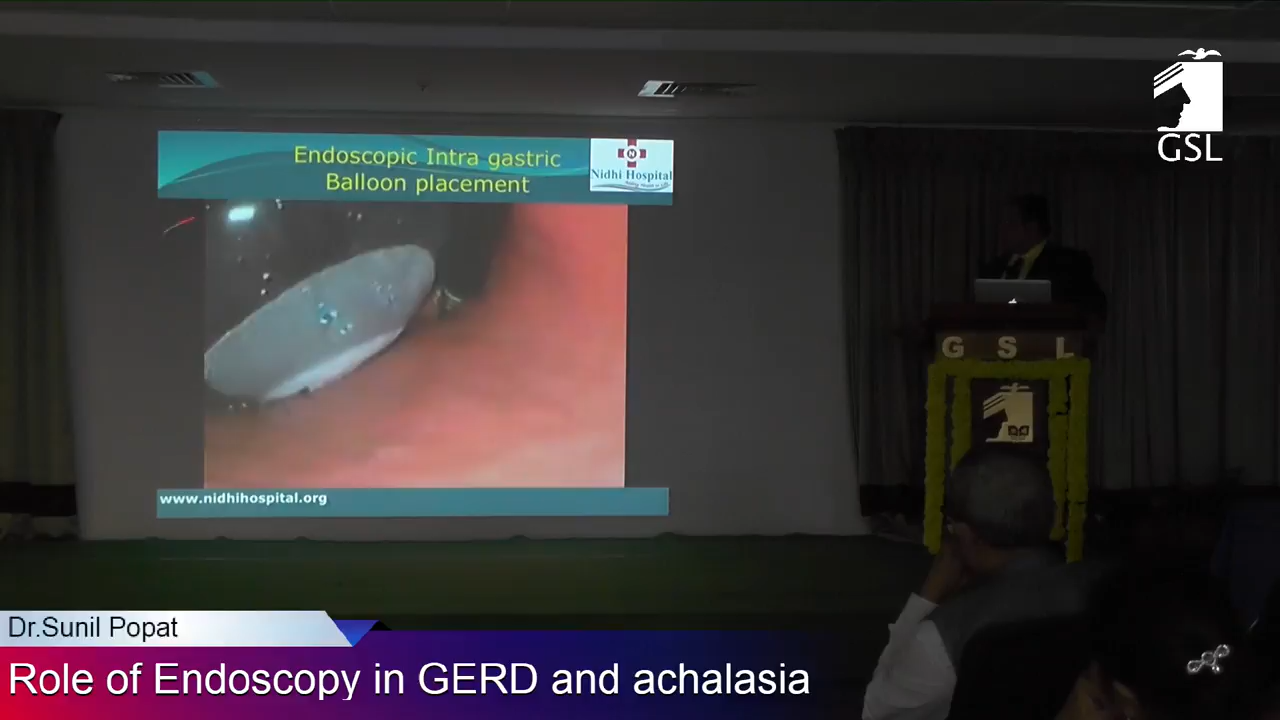 GSL
Endoscopic Intra gastric
Balloon placement
N
Nidhi Hospital
www.nidhihospital.org
G S L
Dr.Sunil Popat
Role of Endoscopy in GERD and achalasia